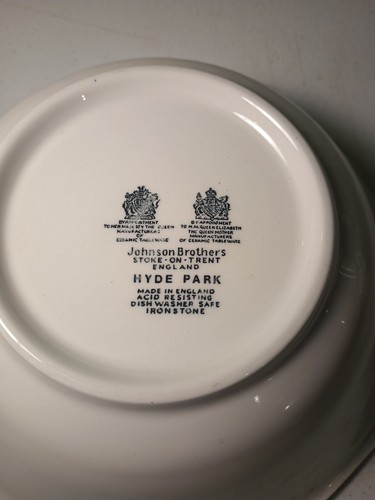 BY APPOINTMENT
TO HER MAJESTY THE QUEEN
MANUFACTURERS
OF
CERAMIC TABLEWARE
BY APPOINTMENT
TO H.M. QUEEN ELIZABETH
THE QUEEN MOTHER
MANUFACTURERS
OF CERAMIC TABLEWARE
Johnson Brothers
STOKE-ON-TRENT
ENGLAND
HYDE PARK
MADE IN ENGLAND
ACID RESISTING
DISH WASHER SAFE
IRONSTONE